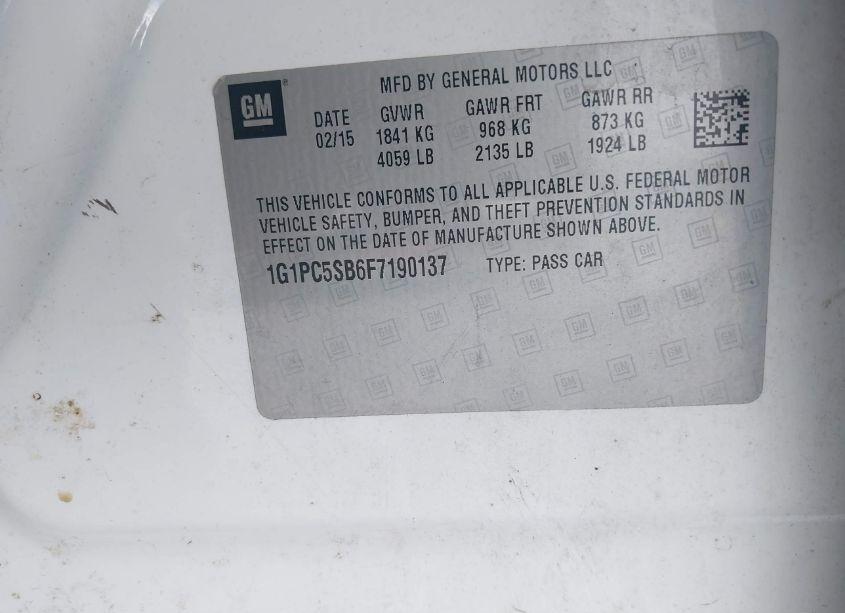 GM
MFD BY GENERAL MOTORS LLC
DATE GVWR GAWR FRT GAWR RR
02/15 1841 KG 968 KG 873 KG
4059 LB 2135 LB 1924 LB
THIS VEHICLE CONFORMS TO ALL APPLICABLE U.S. FEDERAL MOTOR
VEHICLE SAFETY, BUMPER, AND THEFT PREVENTION STANDARDS IN
EFFECT ON THE DATE OF MANUFACTURE SHOWN ABOVE.
1G1PC5SB6F7190137 TYPE: PASS CAR